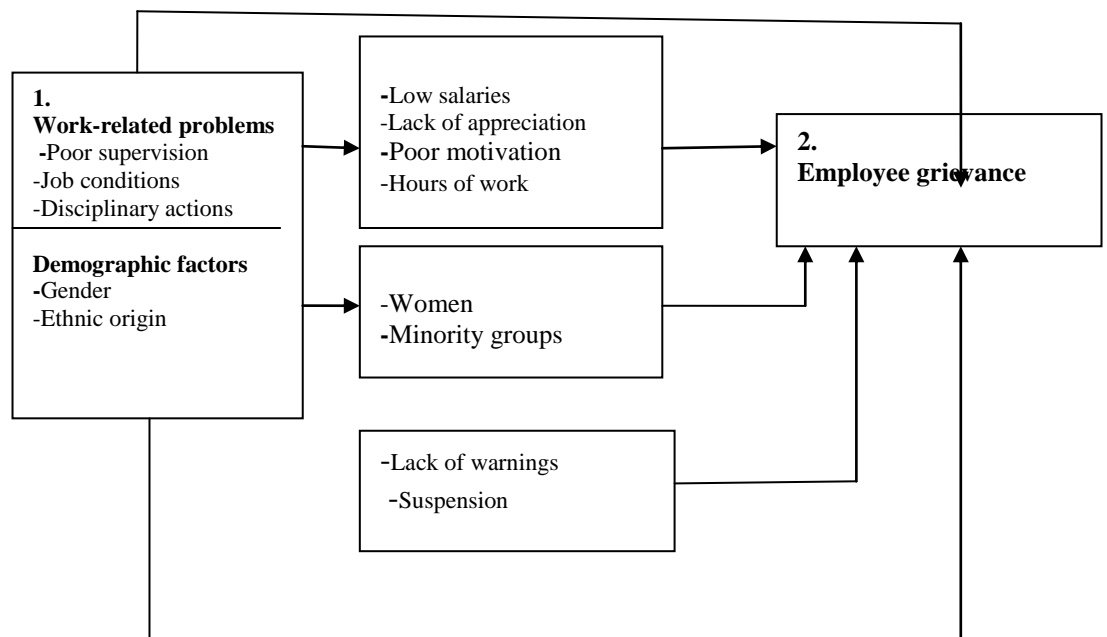 1.
Work-related problems
-Poor supervision
-Job conditions
-Disciplinary actions
Demographic factors
-Gender
-Ethnic origin
-Low salaries
-Lack of appreciation
-Poor motivation
-Hours of work
-Women
-Minority groups
-Lack of warnings
-Suspension
2.
Employee grievance